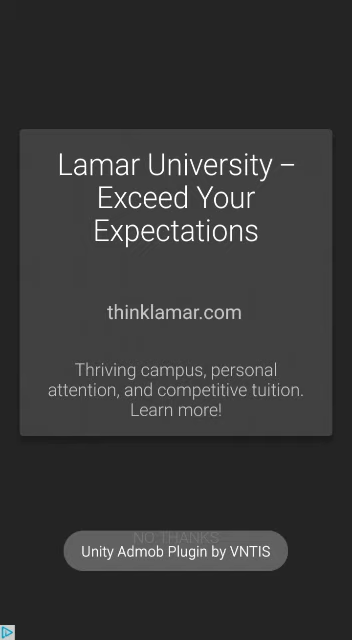 Lamar University –
Exceed Your
Expectations
thinklamar.com
Thriving campus, personal
attention, and competitive tuition.
Learn more!
NO THANKS
Unity Admob Plugin by VNTIS